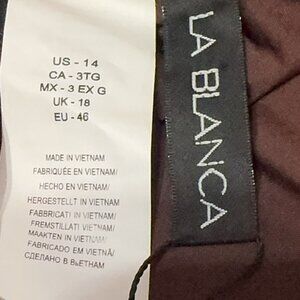 US - 14
CA - 3TG
MX - 3 EX G
UK - 18
EU - 46
MADE IN VIETNAM
FABRIQUÉE EN VIETNAM/
HECHO EN VIETNAM/
HERGESTELLT IN VIETNAM/
FABBRICATI IN VIETNAM/
FREMSTILLATI VIETNAM/
MAAKTEN IN VIETNAM/
FABRICADO EM VIETNÃ/
СДЕЛАНО В ВЬЕТНАМ
LA BLANCA